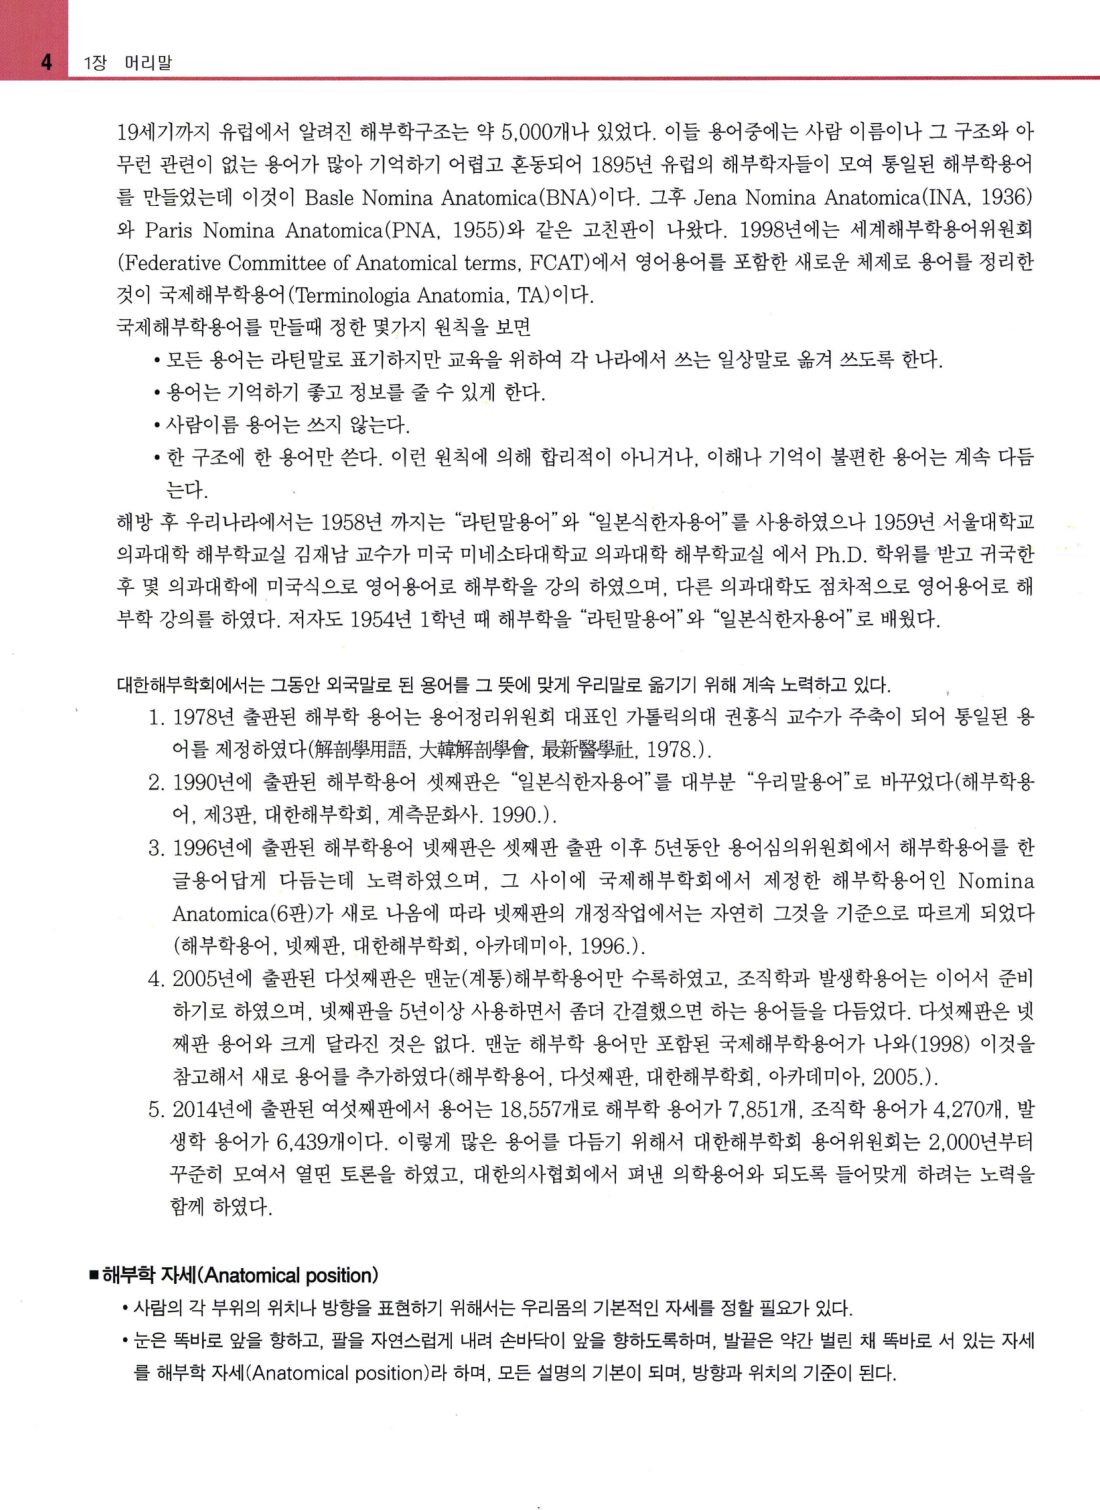 4 1장 머리말
19세기까지 유럽에서 알려진 해부학구조는 약 5,000개나 있었다. 이들 용어중에는 사람 이름이나 그 구조와 아
무런 관련이 없는 용어가 많아 기억하기 어렵고 혼동되어 1895년 유럽의 해부학자들이 모여 통일된 해부학용어
를 만들었는데 이것이 Basle Nomina Anatomica(BNA)이다. 그후 Jena Nomina Anatomica(INA, 1936)
와 Paris Nomina Anatomica(PNA, 1955)와 같은 고친판이 나왔다. 1998년에는 세계해부학용어위원회
(Federative Committee of Anatomical terms, FCAT)에서 영어용어를 포함한 새로운 체제로 용어를 정리한
것이 국제해부학용어(Terminologia Anatomia, TA)이다.
국제해부학용어를 만들때 정한 몇가지 원칙을 보면
• 모든 용어는 라틴말로 표기하지만 교육을 위하여 각 나라에서 쓰는 일상말로 옮겨 쓰도록 한다.
• 용어는 기억하기 좋고 정보를 줄 수 있게 한다.
• 사람이름 용어는 쓰지 않는다.
• 한 구조에 한 용어만 쓴다. 이런 원칙에 의해 합리적이 아니거나, 이해나 기억이 불편한 용어는 계속 다듬
는다.
해방 후 우리나라에서는 1958년 까지는 “라틴말용어”와 “일본식한자용어”를 사용하였으나 1959년 서울대학교
의과대학 해부학교실 김재남 교수가 미국 미네소타대학교 의과대학 해부학교실 에서 Ph.D. 학위를 받고 귀국한
후 몇 의과대학에 미국식으로 영어용어로 해부학을 강의 하였으며, 다른 의과대학도 점차적으로 영어용어로 해
부학 강의를 하였다. 저자도 1954년 1학년 때 해부학을 “라틴말용어”와 “일본식한자용어”로 배웠다.
대한해부학회에서는 그동안 외국말로 된 용어를 그 뜻에 맞게 우리말로 옮기기 위해 계속 노력하고 있다.
1. 1978년 출판된 해부학 용어는 용어정리위원회 대표인 가톨릭의대 권흥식 교수가 주축이 되어 통일된 용
어를 제정하였다(解剖學用語, 大韓解剖學會, 最新醫學社, 1978.).
2. 1990년에 출판된 해부학용어 셋째판은 “일본식한자용어”를 대부분 “우리말용어”로 바꾸었다(해부학용
어, 제3판, 대한해부학회, 계측문화사. 1990.).
3. 1996년에 출판된 해부학용어 넷째판은 셋째판 출판 이후 5년동안 용어심의위원회에서 해부학용어를 한
글용어답게 다듬는데 노력하였으며, 그 사이에 국제해부학회에서 제정한 해부학용어인 Nomina
Anatomica(6판)가 새로 나옴에 따라 넷째판의 개정작업에서는 자연히 그것을 기준으로 따르게 되었다
(해부학용어, 넷째판, 대한해부학회, 아카데미아, 1996.).
4. 2005년에 출판된 다섯째판은 맨눈(계통)해부학용어만 수록하였고, 조직학과 발생학용어는 이어서 준비
하기로 하였으며, 넷째판을 5년이상 사용하면서 좀더 간결했으면 하는 용어들을 다듬었다. 다섯째판은 넷
째판 용어와 크게 달라진 것은 없다. 맨눈 해부학 용어만 포함된 국제해부학용어가 나와(1998) 이것을
참고해서 새로 용어를 추가하였다(해부학용어, 다섯째판, 대한해부학회, 아카데미아, 2005.).
5. 2014년에 출판된 여섯째판에서 용어는 18,557개로 해부학 용어가 7,851개, 조직학 용어가 4,270개, 발
생학 용어가 6,439개이다. 이렇게 많은 용어를 다듬기 위해서 대한해부학회 용어위원회는 2,000년부터
꾸준히 모여서 열띤 토론을 하였고, 대한의사협회에서 펴낸 의학용어와 되도록 들어맞게 하려는 노력을
함께 하였다.
■ 해부학 자세(Anatomical position)
• 사람의 각 부위의 위치나 방향을 표현하기 위해서는 우리몸의 기본적인 자세를 정할 필요가 있다.
• 눈은 똑바로 앞을 향하고, 팔을 자연스럽게 내려 손바닥이 앞을 향하도록하며, 발끝은 약간 벌린 채 똑바로 서 있는 자세
를 해부학 자세(Anatomical position)라 하며, 모든 설명의 기본이 되며, 방향과 위치의 기준이 된다.